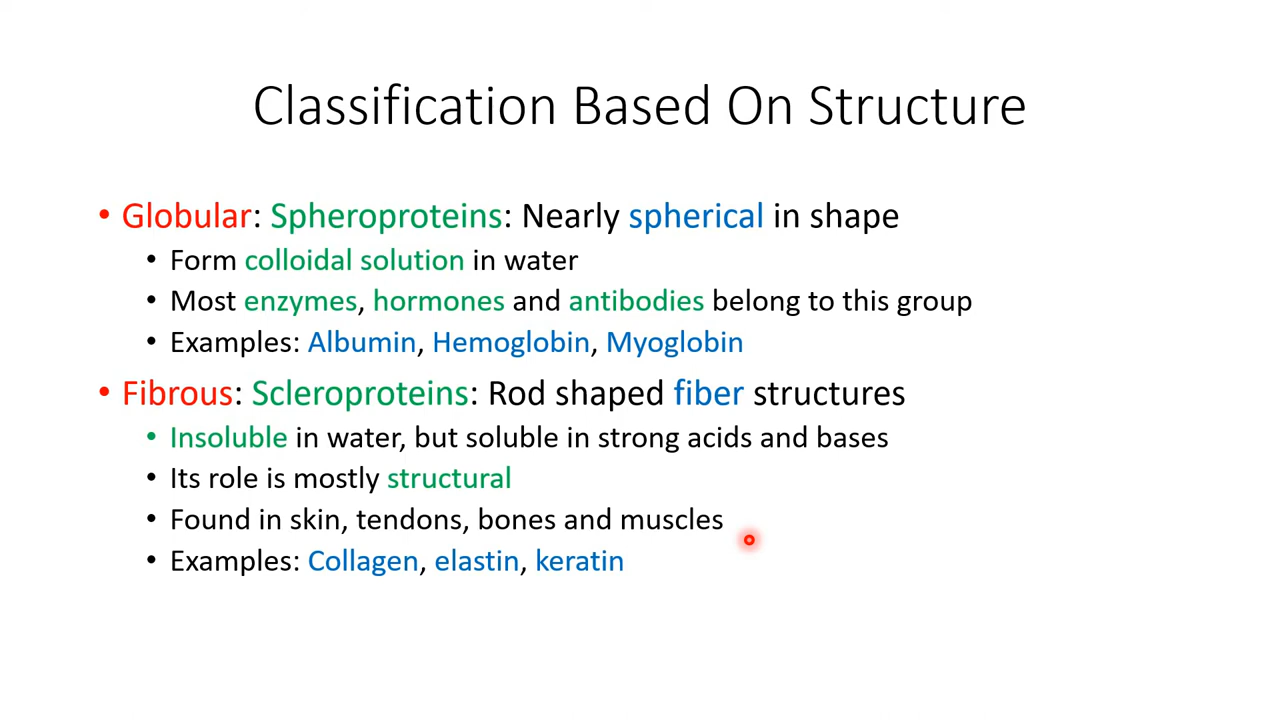 Classification Based On Structure
• Globular: Spheroproteins: Nearly spherical in shape
• Form colloidal solution in water
• Most enzymes, hormones and antibodies belong to this group
• Examples: Albumin, Hemoglobin, Myoglobin
• Fibrous: Scleroproteins: Rod shaped fiber structures
• Insoluble in water, but soluble in strong acids and bases
• Its role is mostly structural
• Found in skin, tendons, bones and muscles
• Examples: Collagen, elastin, keratin